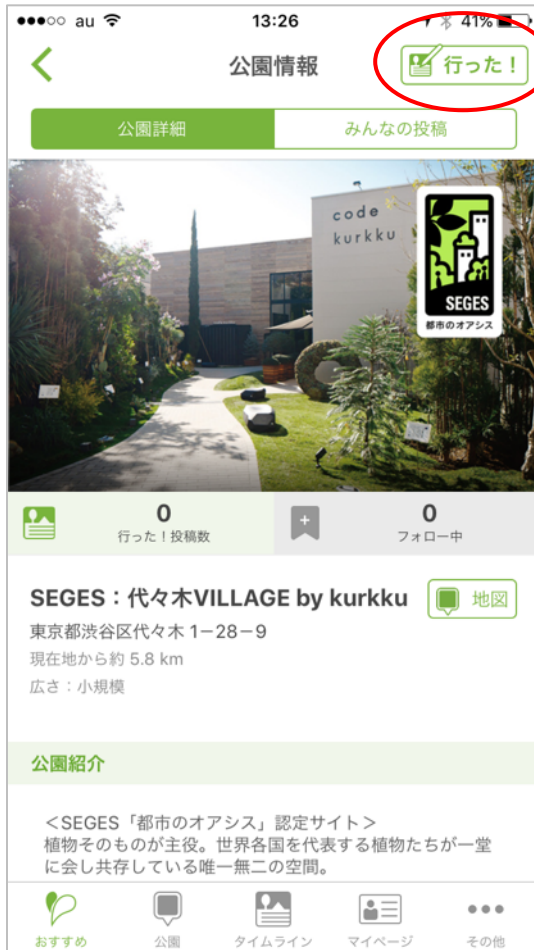 au 13:26 41%
公園情報
行った！
公園詳細 みんなの投稿
code
kurkku
SEGES
都市のオアシス
0
行った！投稿数
0
フォロー中
SEGES：代々木VILLAGE by kurkku
地図
東京都渋谷区代々木 1−28−9
現在地から約 5.8 km
広さ：小規模
公園紹介
＜SEGES「都市のオアシス」認定サイト＞
植物そのものが主役。世界各国を代表する植物たちが一堂
に会し共存している唯一無二の空間。
おすすめ 公園 タイムライン マイページ その他